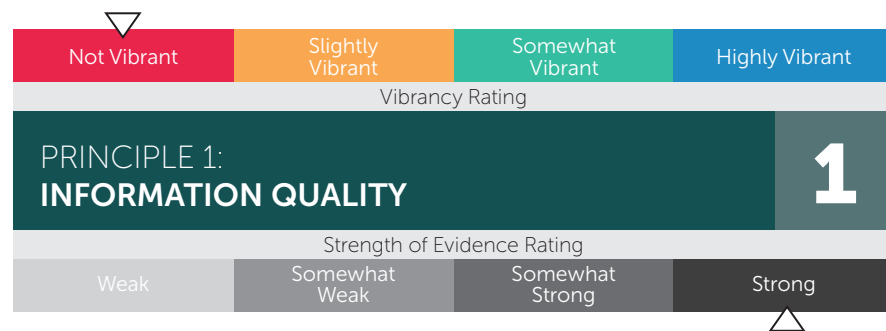 Not Vibrant
Slightly
Vibrant
Somewhat
Vibrant
Highly Vibrant
Vibrancy Rating
PRINCIPLE 1:
INFORMATION QUALITY
1
Strength of Evidence Rating
Weak
Somewhat
Weak
Somewhat
Strong
Strong